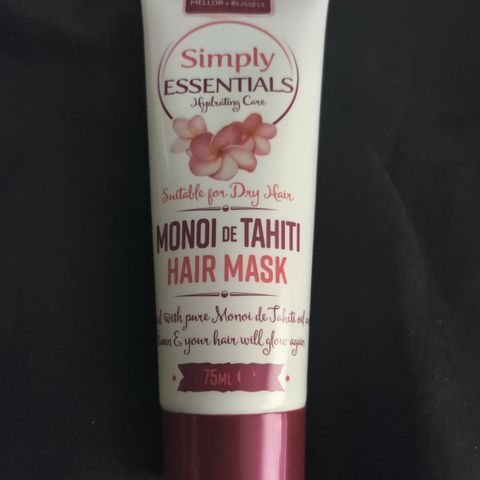 MELLOR & RUSSELL
Simply
ESSENTIALS
Hydrating Care
Suitable for Dry Hair
MONOI DE TAHITI
HAIR MASK
with pure Monoi de Tahiti oil
& your hair will glow again
75ML e